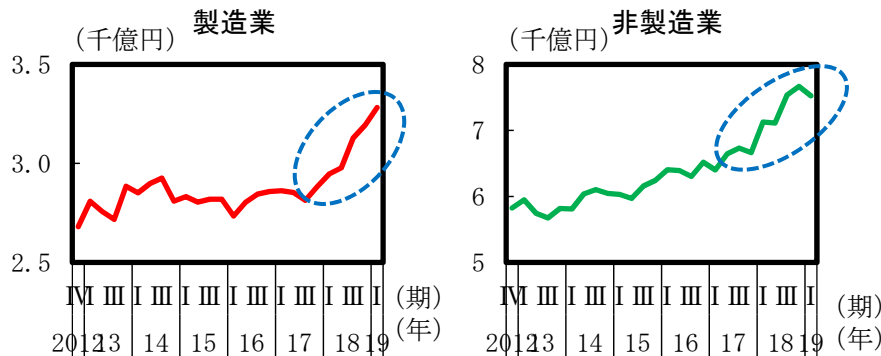 製造業
（千億円）
3.5
3.0
2.5
Ⅳ Ⅰ Ⅲ Ⅰ Ⅲ Ⅰ Ⅲ Ⅰ Ⅲ Ⅰ Ⅲ Ⅰ Ⅲ Ⅰ （期）
2012 13 14 15 16 17 18 19 （年）
非製造業
（千億円）
8
7
6
5
Ⅳ Ⅰ Ⅲ Ⅰ Ⅲ Ⅰ Ⅲ Ⅰ Ⅲ Ⅰ Ⅲ Ⅰ Ⅲ Ⅰ （期）
2012 13 14 15 16 17 18 19 （年）